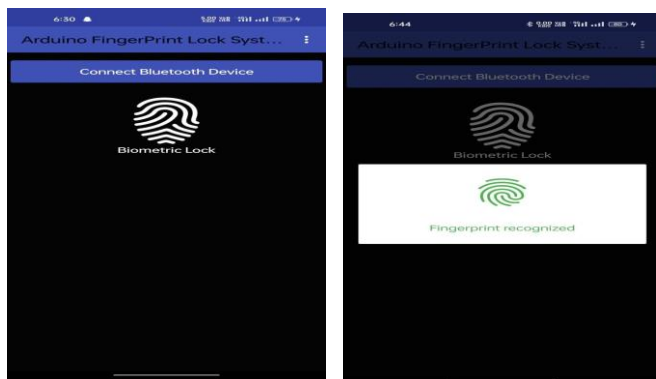 6:30
Arduino FingerPrint Lock Syst...
Connect Bluetooth Device
Biometric Lock
6:44
Arduino FingerPrint Lock Syst...
Connect Bluetooth Device
Biometric Lock
Fingerprint recognized